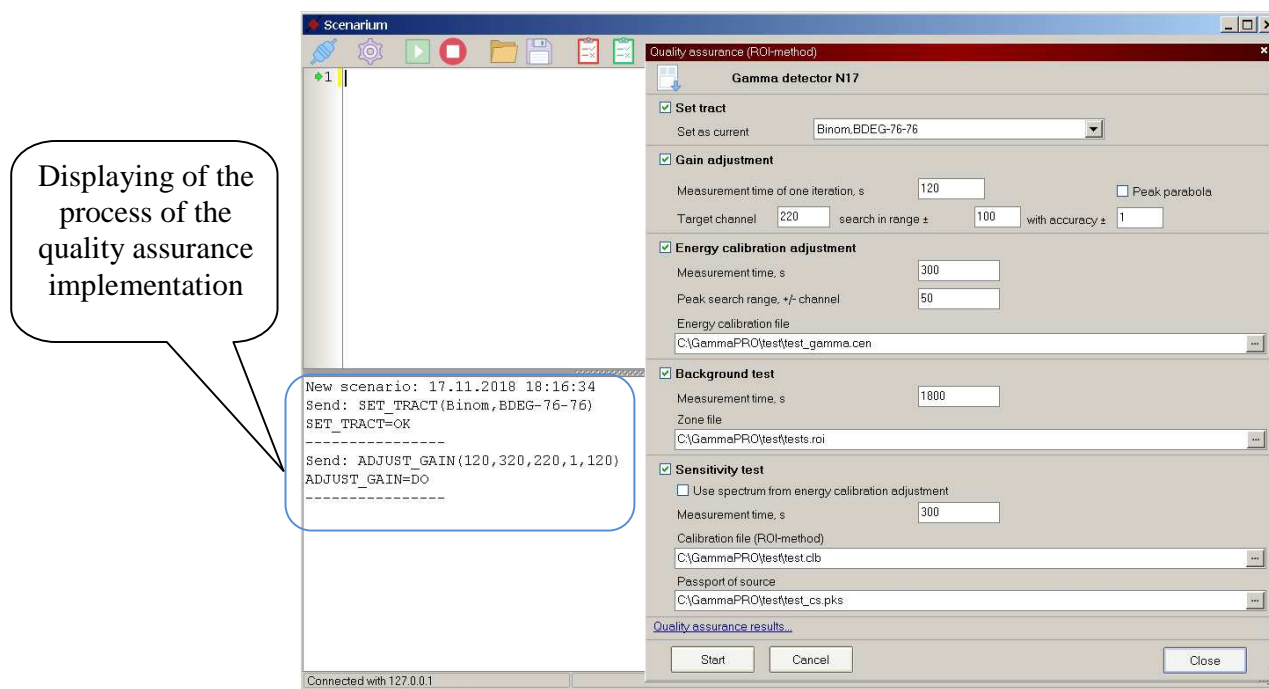 Displaying of the
process of the
quality assurance
implementation
Scenarium
1
New scenario: 17.11.2018 18:16:34
Send: SET_TRACT(Binom,BDEG-76-76)
SET_TRACT=OK
----------------
Send: ADJUST_GAIN(120,320,220,1,120)
ADJUST_GAIN=DO
----------------
Connected with 127.0.0.1
Quality assurance (ROI-method)
Gamma detector N17
Set tract
Set as current Binom,BDEG-76-76
Gain adjustment
Measurement time of one iteration, s 120 Peak parabola
Target channel 220 search in range ± 100 with accuracy ± 1
Energy calibration adjustment
Measurement time, s 300
Peak search range, +/- channel 50
Energy calibration file
C:\GammaPRO\test\test_gamma.cen ...
Background test
Measurement time, s 1800
Zone file
C:\GammaPRO\test\tests.roi ...
Sensitivity test
Use spectrum from energy calibration adjustment
Measurement time, s 300
Calibration file (ROI-method)
C:\GammaPRO\test\test.clb ...
Passport of source
C:\GammaPRO\test\test_cs.pks ...
Quality assurance results...
Start Cancel Close